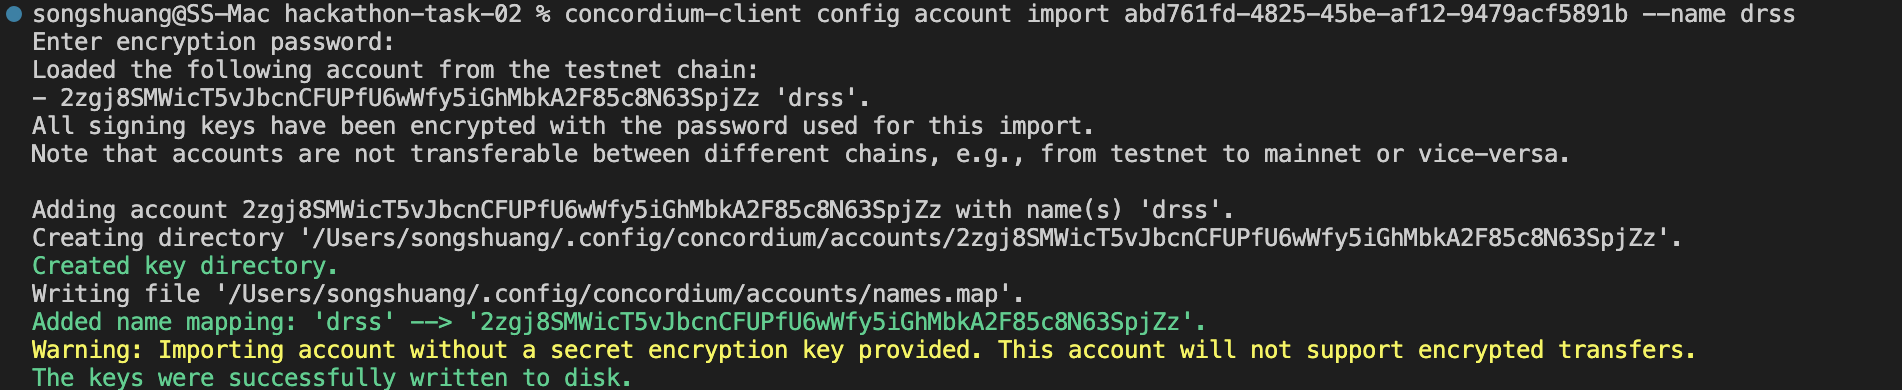 songshuang@SS-Mac hackathon-task-02 % concordium-client config account import abd761fd-4825-45be-af12-9479acf5891b --name drss
Enter encryption password:
Loaded the following account from the testnet chain:
- 2zgj8SMWicT5vJbcnCFUPfU6wWfy5iGhMbkA2F85c8N63SpjZz 'drss'.
All signing keys have been encrypted with the password used for this import.
Note that accounts are not transferable between different chains, e.g., from testnet to mainnet or vice-versa.
Adding account 2zgj8SMWicT5vJbcnCFUPfU6wWfy5iGhMbkA2F85c8N63SpjZz with name(s) 'drss'.
Creating directory '/Users/songshuang/.config/concordium/accounts/2zgj8SMWicT5vJbcnCFUPfU6wWfy5iGhMbkA2F85c8N63SpjZz'.
Created key directory.
Writing file '/Users/songshuang/.config/concordium/accounts/names.map'.
Added name mapping: 'drss' --> '2zgj8SMWicT5vJbcnCFUPfU6wWfy5iGhMbkA2F85c8N63SpjZz'.
Warning: Importing account without a secret encryption key provided. This account will not support encrypted transfers.
The keys were successfully written to disk.